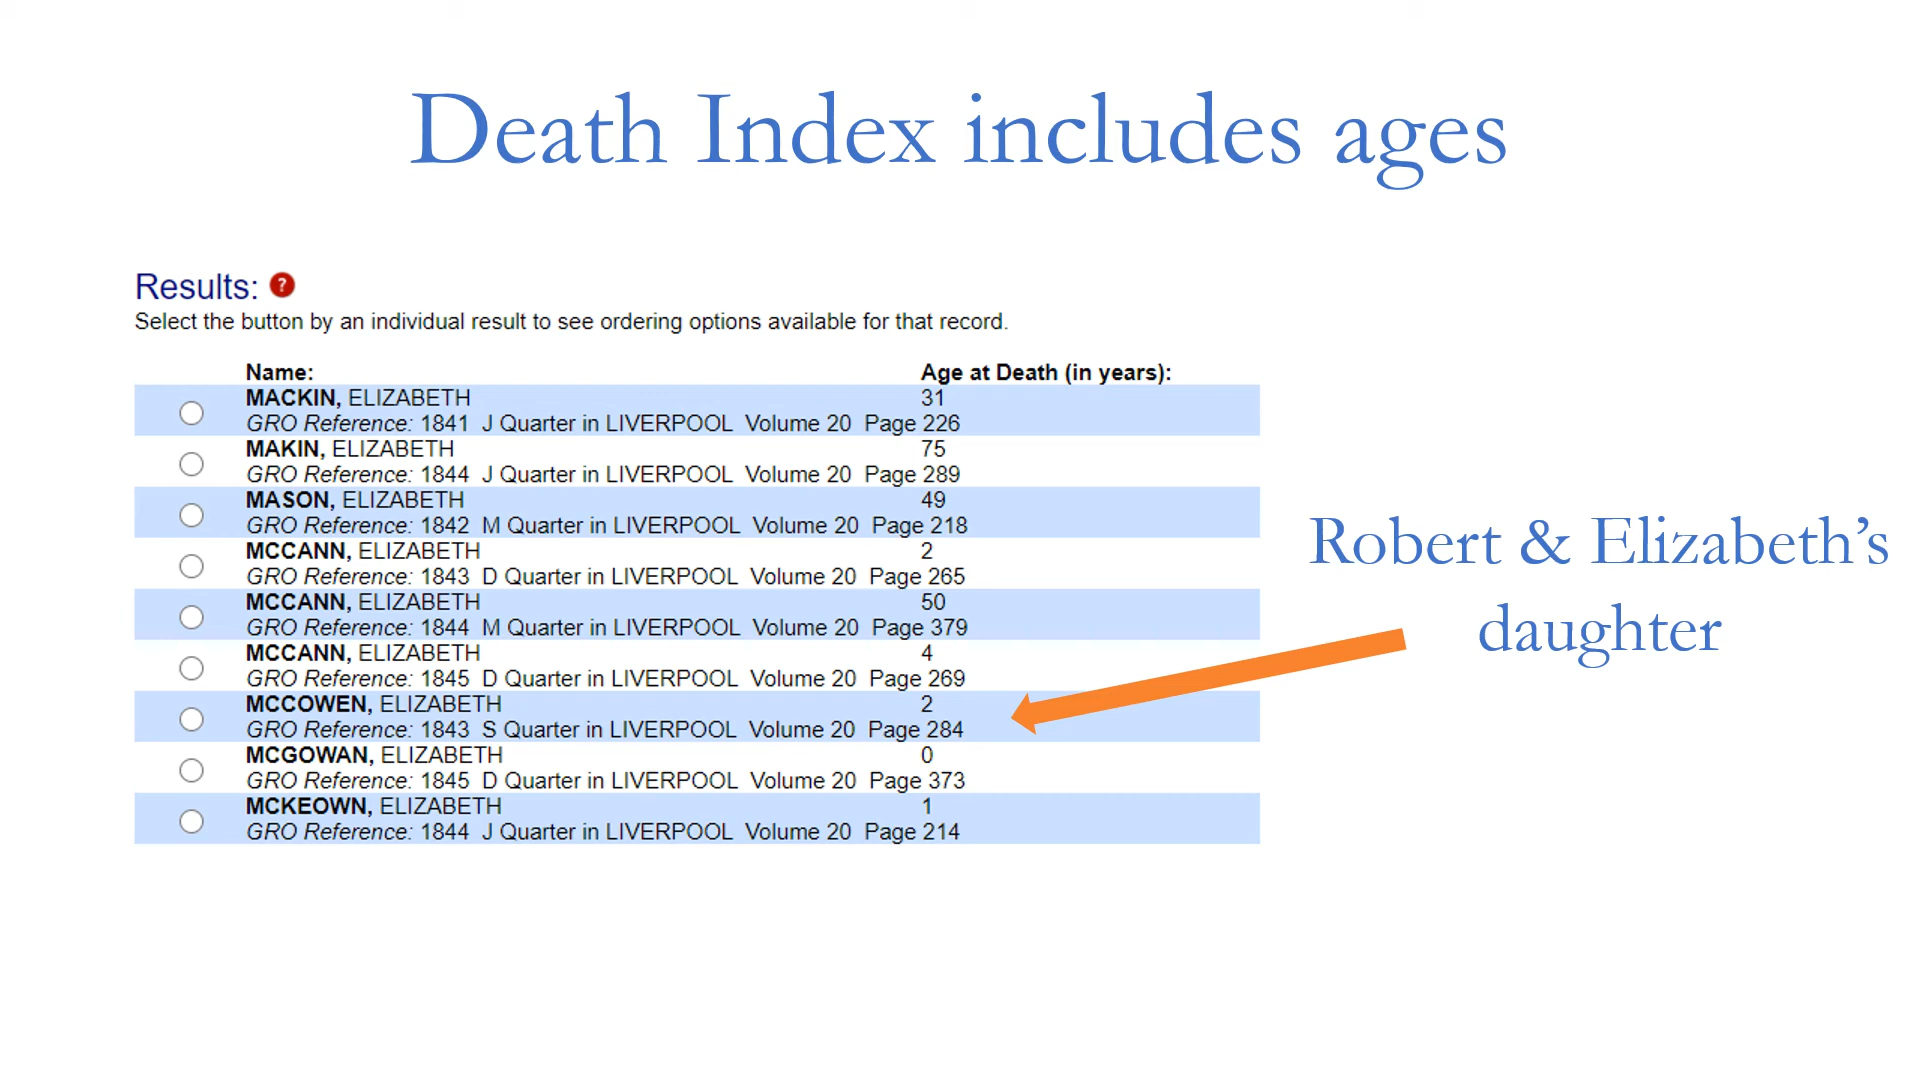 Death Index includes ages
Results: ?
Select the button by an individual result to see ordering options available for that record.
Name: Age at Death (in years):
MACKIN, ELIZABETH 31
GRO Reference: 1841 J Quarter in LIVERPOOL Volume 20 Page 226
MAKIN, ELIZABETH 75
GRO Reference: 1844 J Quarter in LIVERPOOL Volume 20 Page 289
MASON, ELIZABETH 49
GRO Reference: 1842 M Quarter in LIVERPOOL Volume 20 Page 218
MCCANN, ELIZABETH 2
GRO Reference: 1843 D Quarter in LIVERPOOL Volume 20 Page 265
MCCANN, ELIZABETH 50
GRO Reference: 1844 M Quarter in LIVERPOOL Volume 20 Page 379
MCCANN, ELIZABETH 4
GRO Reference: 1845 D Quarter in LIVERPOOL Volume 20 Page 269
MCCOWEN, ELIZABETH 2
GRO Reference: 1843 S Quarter in LIVERPOOL Volume 20 Page 284
MCGOWAN, ELIZABETH 0
GRO Reference: 1845 D Quarter in LIVERPOOL Volume 20 Page 373
MCKEOWN, ELIZABETH 1
GRO Reference: 1844 J Quarter in LIVERPOOL Volume 20 Page 214
Robert & Elizabeth’s
daughter